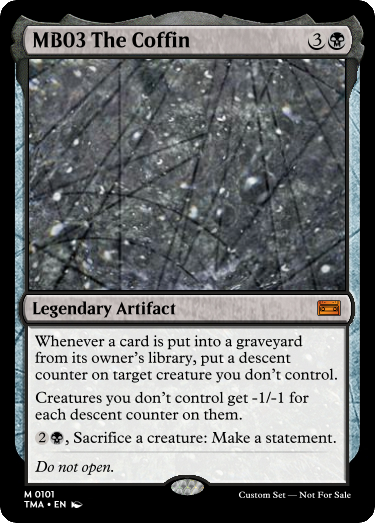 MB03 The Coffin 3
Legendary Artifact
Whenever a card is put into a graveyard
from its owner's library, put a descent
counter on target creature you don't control.
Creatures you don't control get -1/-1 for
each descent counter on them.
2, Sacrifice a creature: Make a statement.
Do not open.
M 0101
TMA • EN
Custom Set — Not For Sale